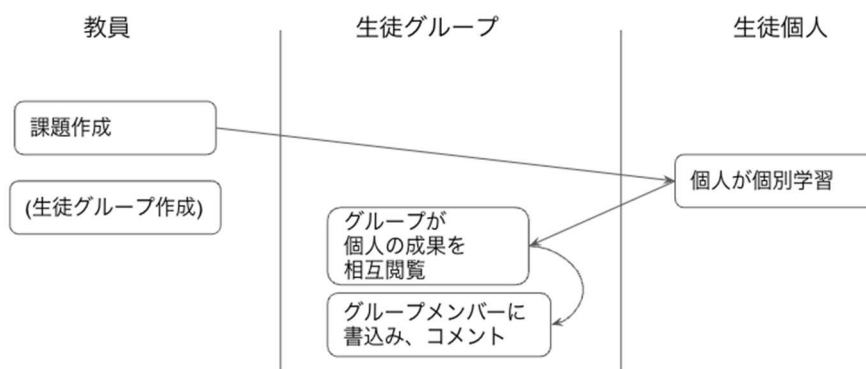 教員
生徒グループ
生徒個人
課題作成
個人が個別学習
(生徒グループ作成)
グループが
個人の成果を
相互閲覧
グループメンバーに
書込み、コメント